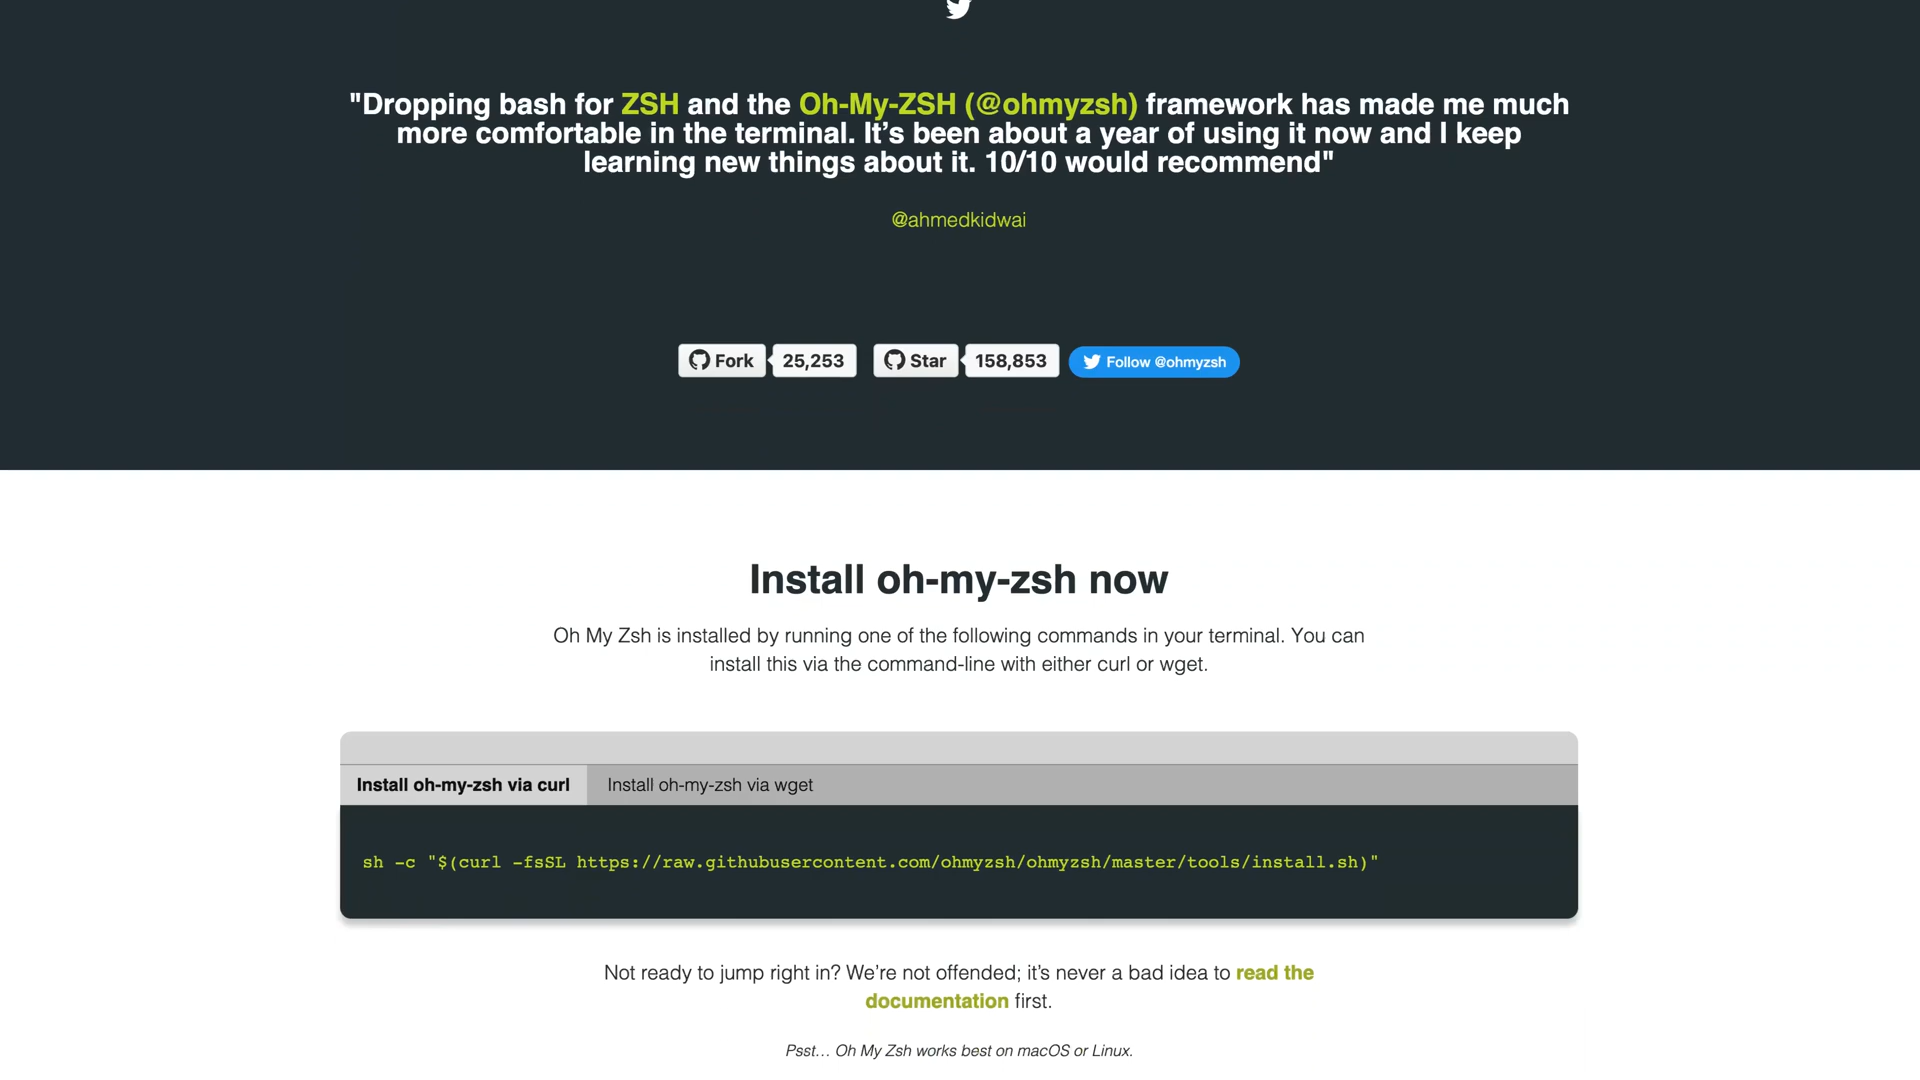 "Dropping bash for ZSH and the Oh-My-ZSH (@ohmyzsh) framework has made me much
more comfortable in the terminal. It’s been about a year of using it now and I keep
learning new things about it. 10/10 would recommend"
@ahmedkidwai
Fork 25,253 Star 158,853 Follow @ohmyzsh
Install oh-my-zsh now
Oh My Zsh is installed by running one of the following commands in your terminal. You can
install this via the command-line with either curl or wget.
Install oh-my-zsh via curl Install oh-my-zsh via wget
sh -c "$(curl -fsSL https://raw.githubusercontent.com/ohmyzsh/ohmyzsh/master/tools/install.sh)"
Not ready to jump right in? We’re not offended; it’s never a bad idea to read the
documentation first.
Psst… Oh My Zsh works best on macOS or Linux.